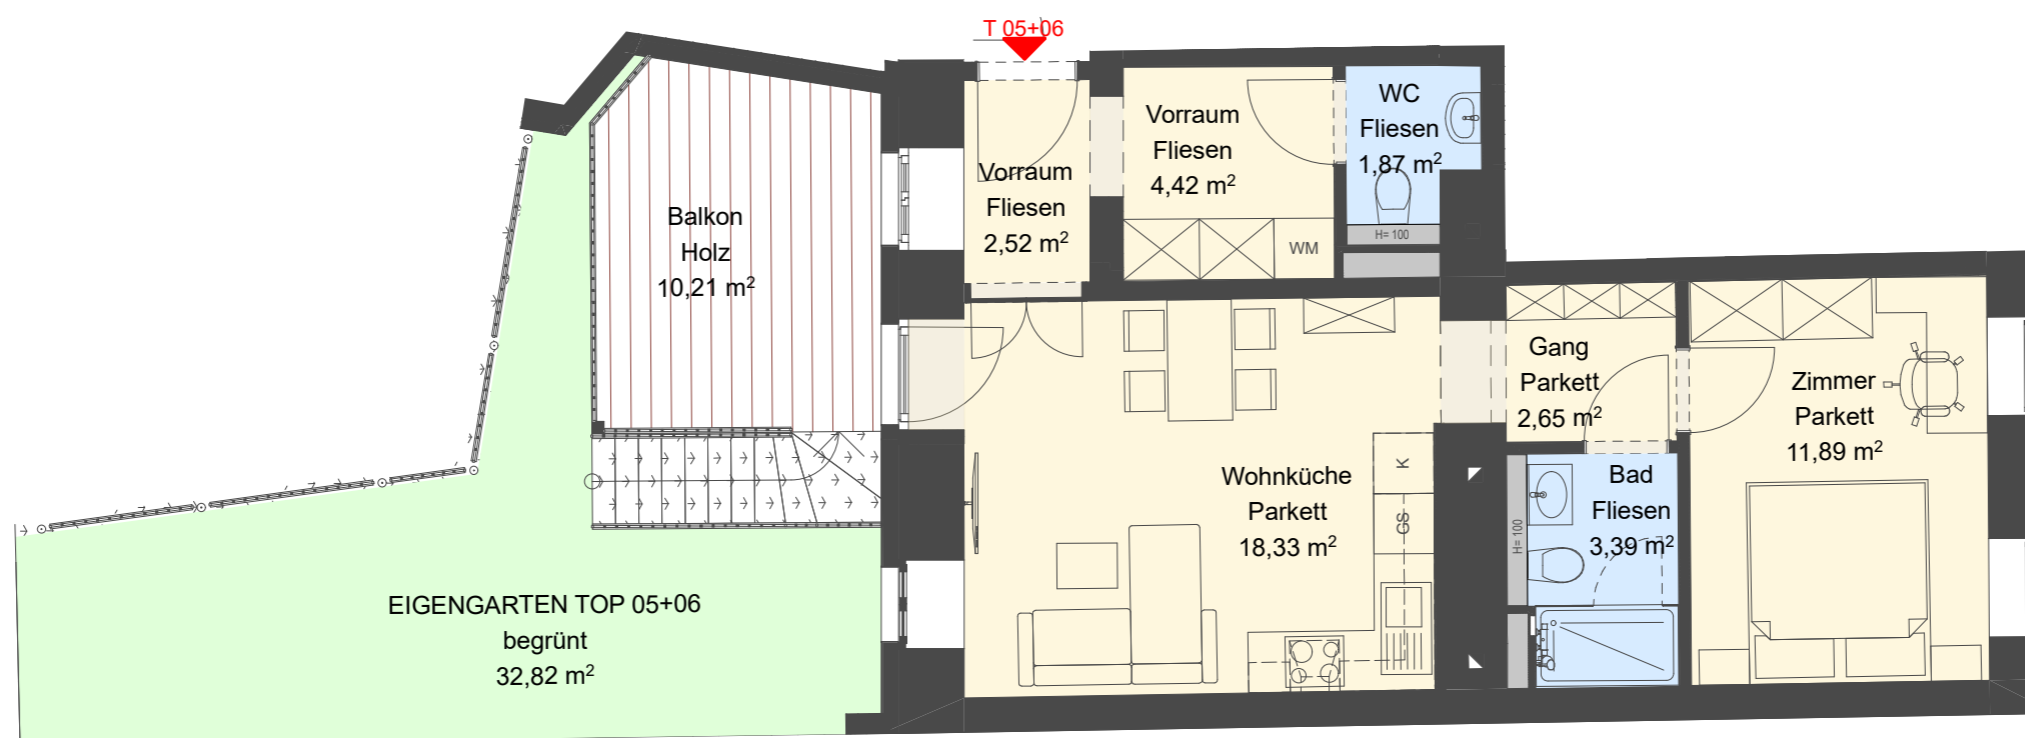 T 05+06
WC
Fliesen
1,87 m²
Vorraum
Fliesen
4,42 m²
Vorraum
Fliesen
2,52 m²
Balkon
Holz
10,21 m²
H= 100
WM
Gang
Parkett
2,65 m²
Zimmer
Parkett
11,89 m²
Wohnküche
Parkett
18,33 m²
K
GS
Bad
Fliesen
3,39 m²
H= 100
EIGENGARTEN TOP 05+06
begrünt
32,82 m²